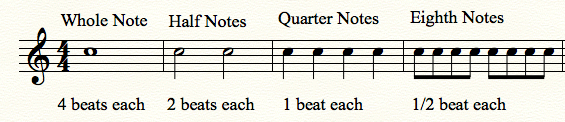 Whole Note Half Notes Quarter Notes Eighth Notes
4 4
4 beats each 2 beats each 1 beat each 1/2 beat each